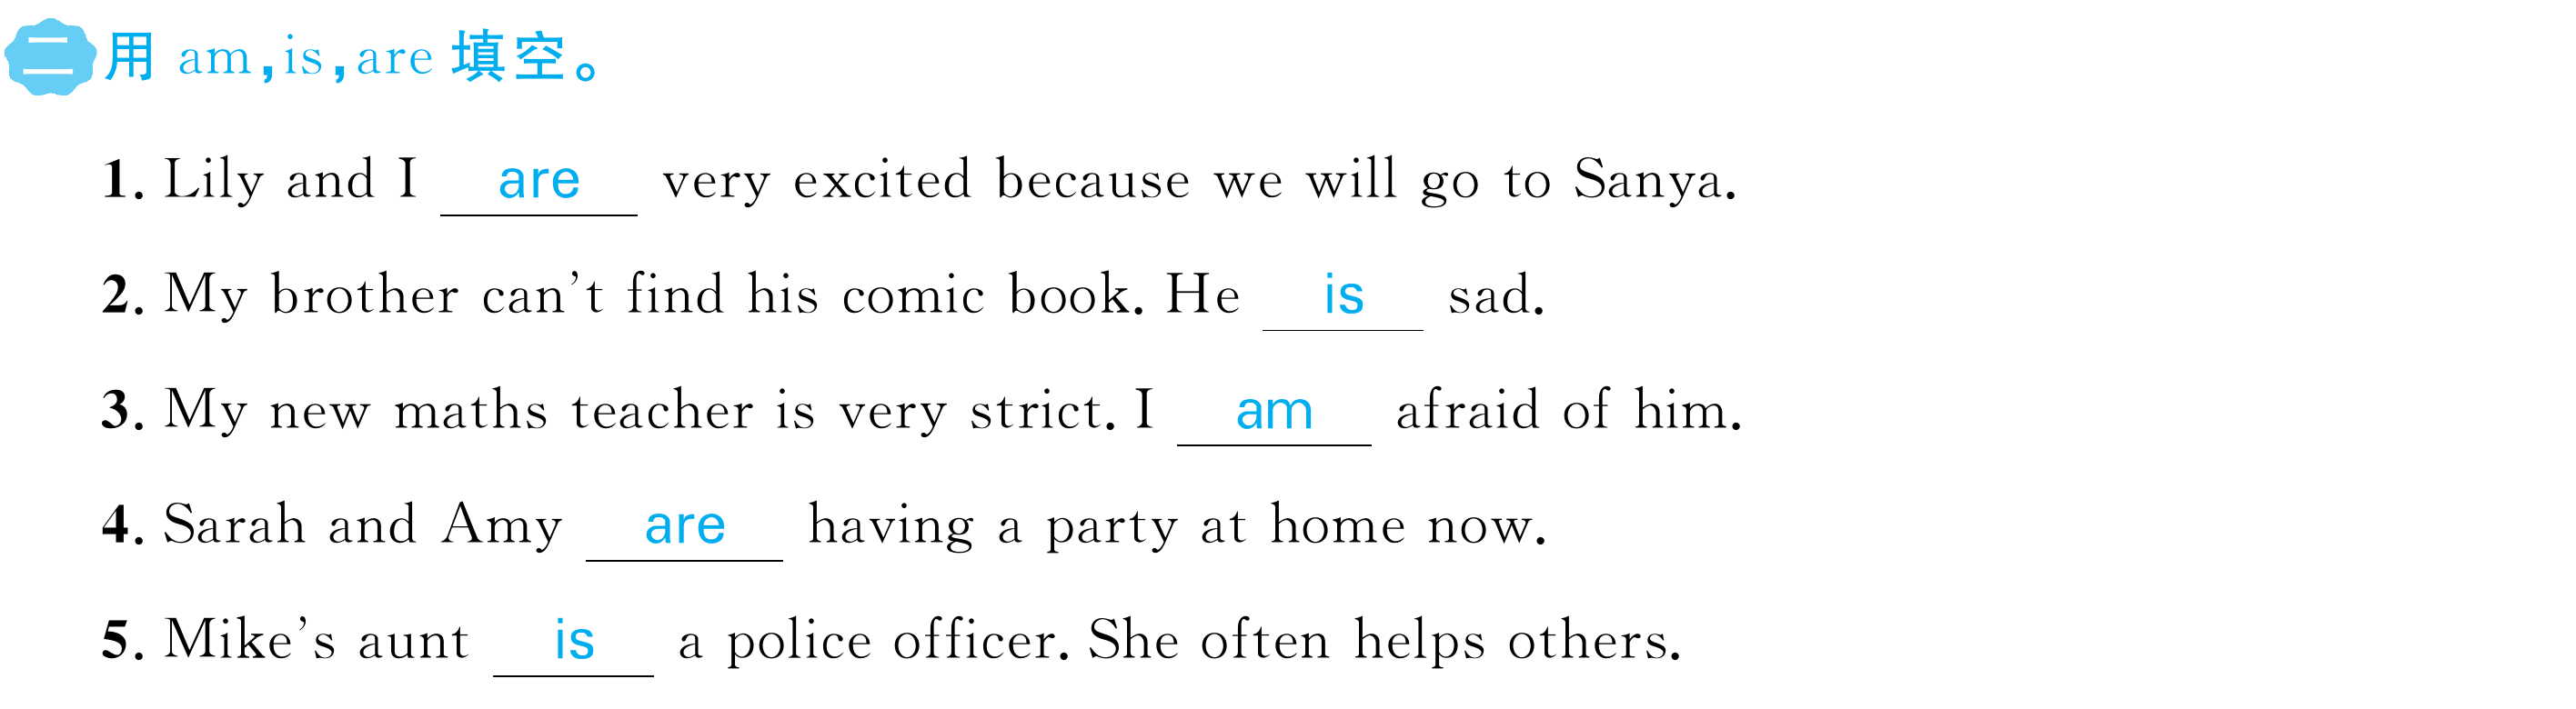 二 用 am,is,are 填空。
1. Lily and I are very excited because we will go to Sanya.
2. My brother can't find his comic book. He is sad.
3. My new maths teacher is very strict. I am afraid of him.
4. Sarah and Amy are having a party at home now.
5. Mike's aunt is a police officer. She often helps others.